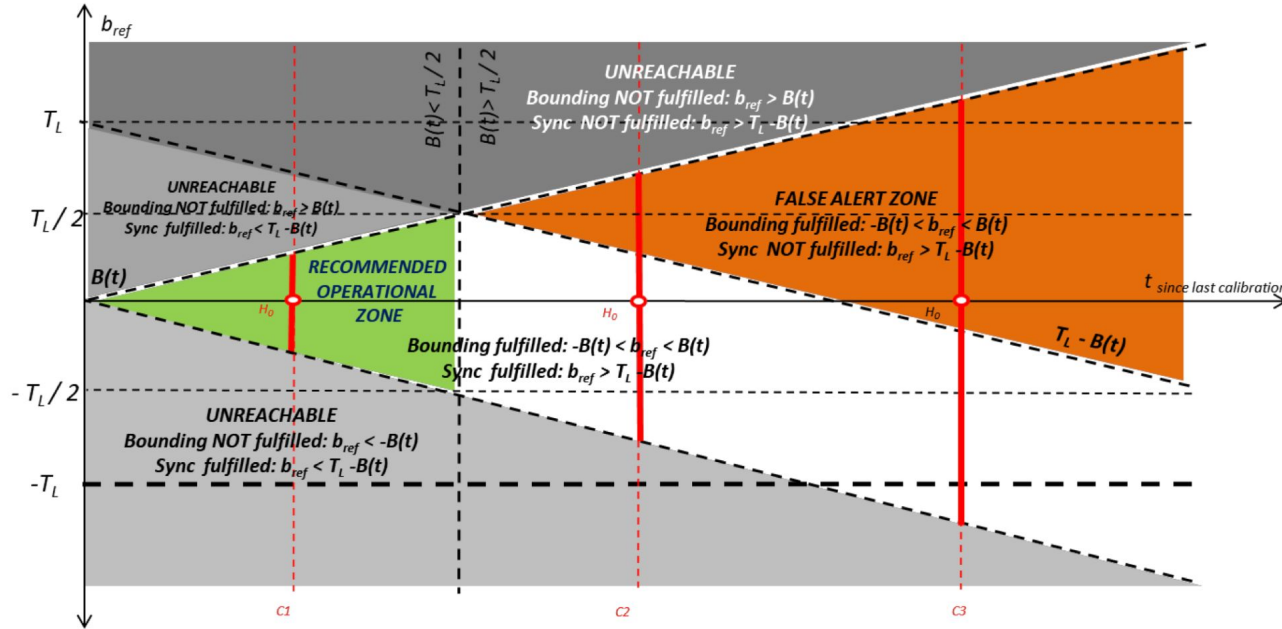 b_ref
B(t)< T_L / 2
B(t)> T_L / 2
UNREACHABLE
Bounding NOT fulfilled: b_ref > B(t)
Sync NOT fulfilled: b_ref > T_L -B(t)
T_L
UNREACHABLE
Bounding NOT fulfilled: b_ref > B(t)
Sync fulfilled: b_ref < T_L -B(t)
T_L / 2
FALSE ALERT ZONE
Bounding fulfilled: -B(t) < b_ref < B(t)
Sync NOT fulfilled: b_ref > T_L -B(t)
B(t)
RECOMMENDED
OPERATIONAL
ZONE
t since last calibration
H_0
H_0
H_0
T_L - B(t)
Bounding fulfilled: -B(t) < b_ref < B(t)
Sync fulfilled: b_ref > T_L -B(t)
- T_L / 2
UNREACHABLE
Bounding NOT fulfilled: b_ref < -B(t)
Sync fulfilled: b_ref < T_L -B(t)
-T_L
C1
C2
C3